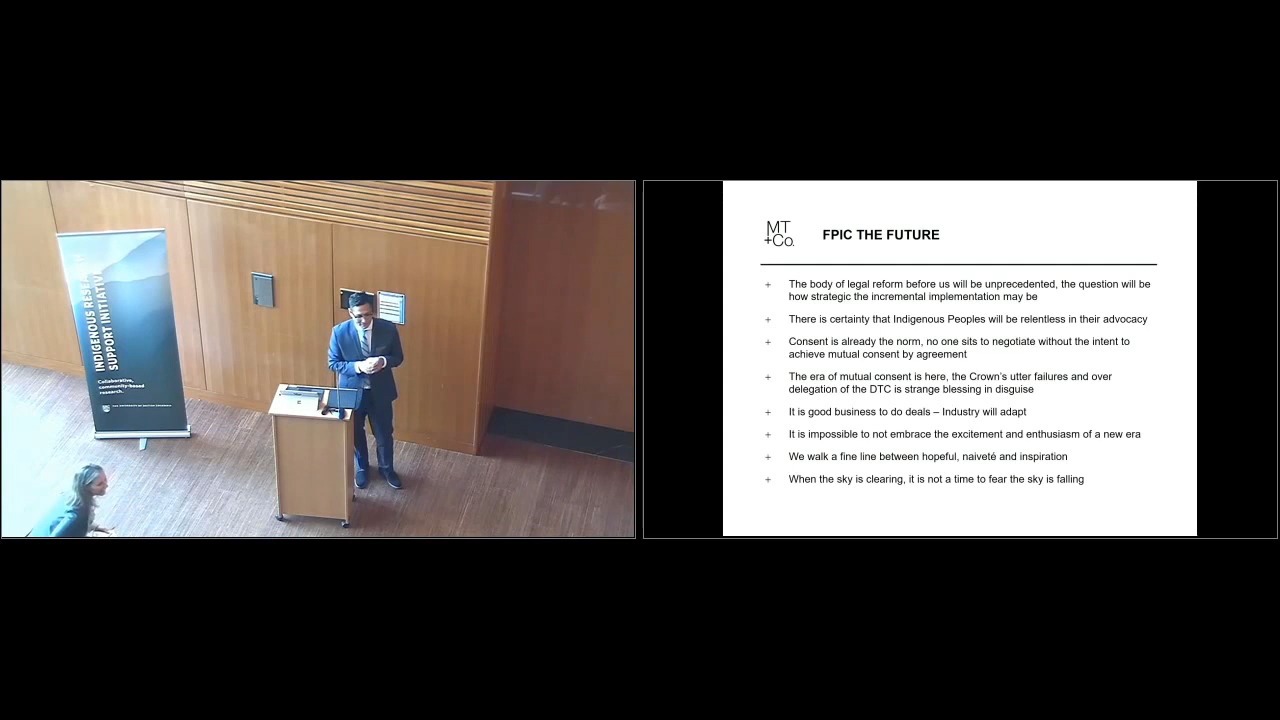 INDIGENOUS RESEARCH
SUPPORT INITIATIVE
Collaborative,
community-based
research.
THE UNIVERSITY OF BRITISH COLUMBIA
MT
+Co.
FPIC THE FUTURE
+ The body of legal reform before us will be unprecedented, the question will be
how strategic the incremental implementation may be
+ There is certainty that Indigenous Peoples will be relentless in their advocacy
+ Consent is already the norm, no one sits to negotiate without the intent to
achieve mutual consent by agreement
+ The era of mutual consent is here, the Crown’s utter failures and over
delegation of the DTC is strange blessing in disguise
+ It is good business to do deals – Industry will adapt
+ It is impossible to not embrace the excitement and enthusiasm of a new era
+ We walk a fine line between hopeful, naiveté and inspiration
+ When the sky is clearing, it is not a time to fear the sky is falling